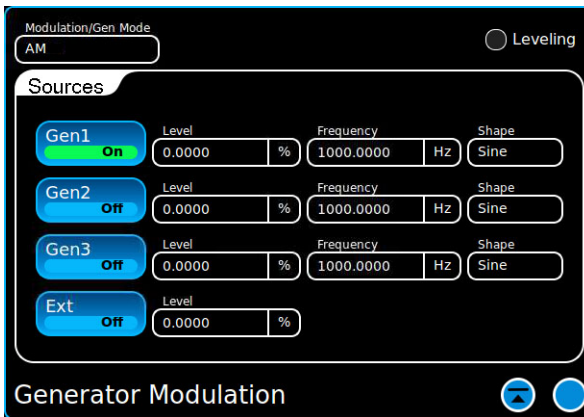 Modulation/Gen Mode
AM
Leveling
Sources
Gen1
On
Level
0.0000 %
Frequency
1000.0000 Hz
Shape
Sine
Gen2
Off
Level
0.0000 %
Frequency
1000.0000 Hz
Shape
Sine
Gen3
Off
Level
0.0000 %
Frequency
1000.0000 Hz
Shape
Sine
Ext
Off
Level
0.0000 %
Generator Modulation